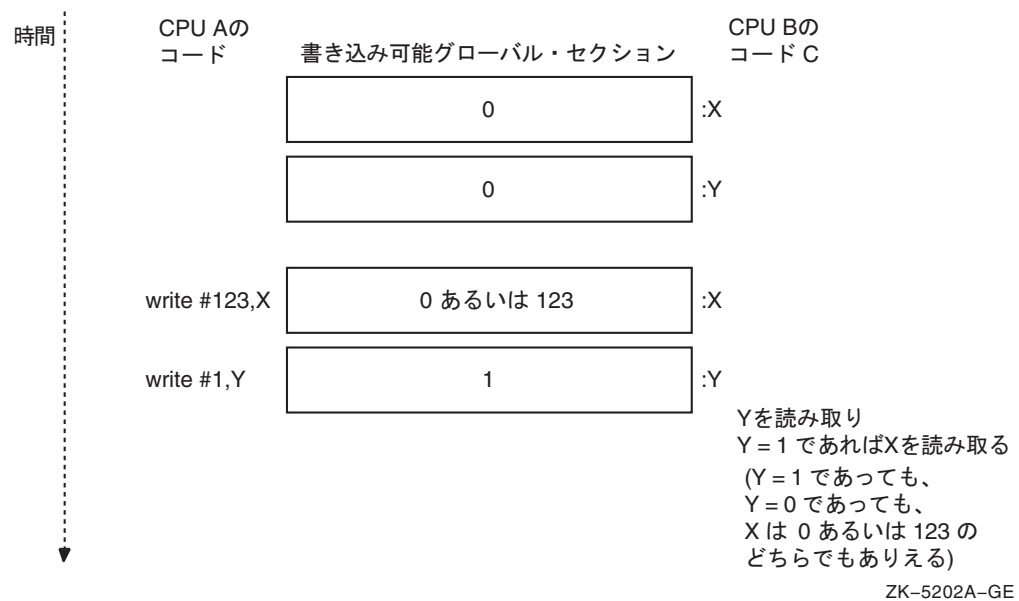 時間
CPU Aの
コード
書き込み可能グローバル・セクション
CPU Bの
コード C
0
:X
0
:Y
write #123,X
0 あるいは 123
:X
write #1,Y
1
:Y
Yを読み取り
Y = 1 であればXを読み取る
(Y = 1 であっても、
Y = 0 であっても、
X は 0 あるいは 123 の
どちらでもありえる)
ZK−5202A−GE